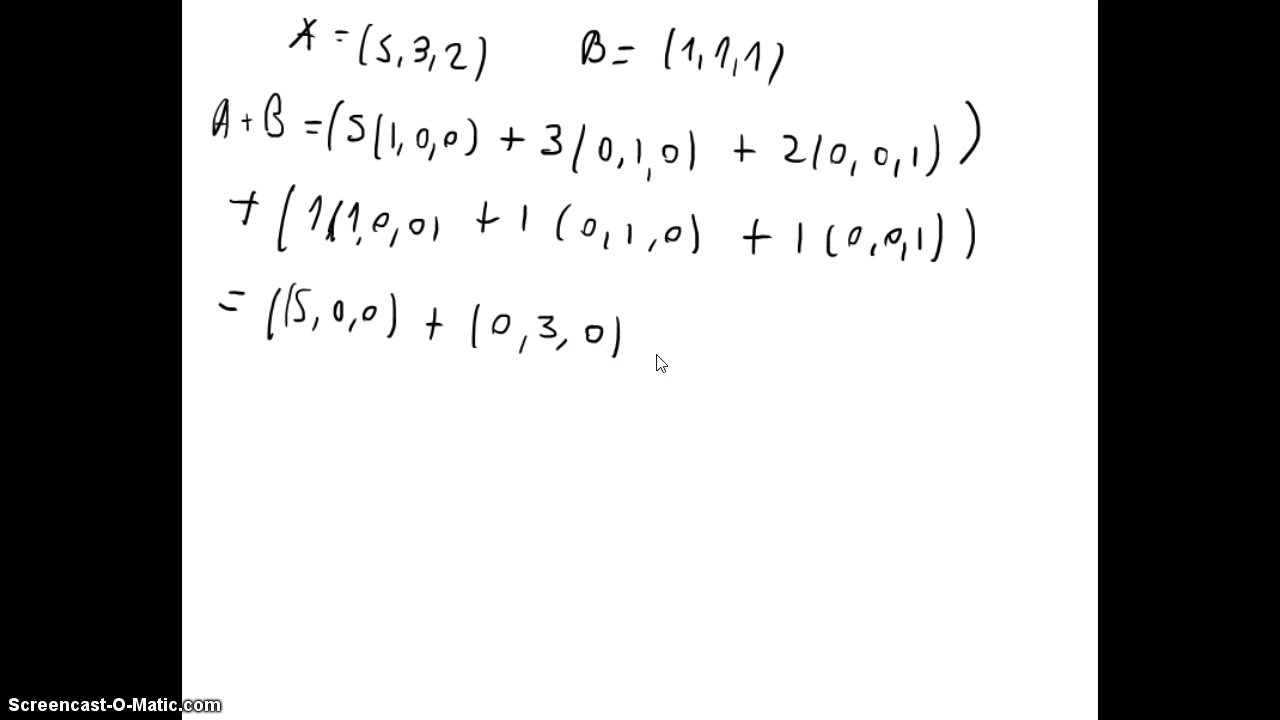 A = (5,3,2) B = (1,1,1)
A + B = (5(1,0,0) + 3(0,1,0) + 2(0,0,1))
+ (1(1,0,0) + 1(0,1,0) + 1(0,0,1))
= ((5,0,0) + (0,3,0)
Screencast-O-Matic.com